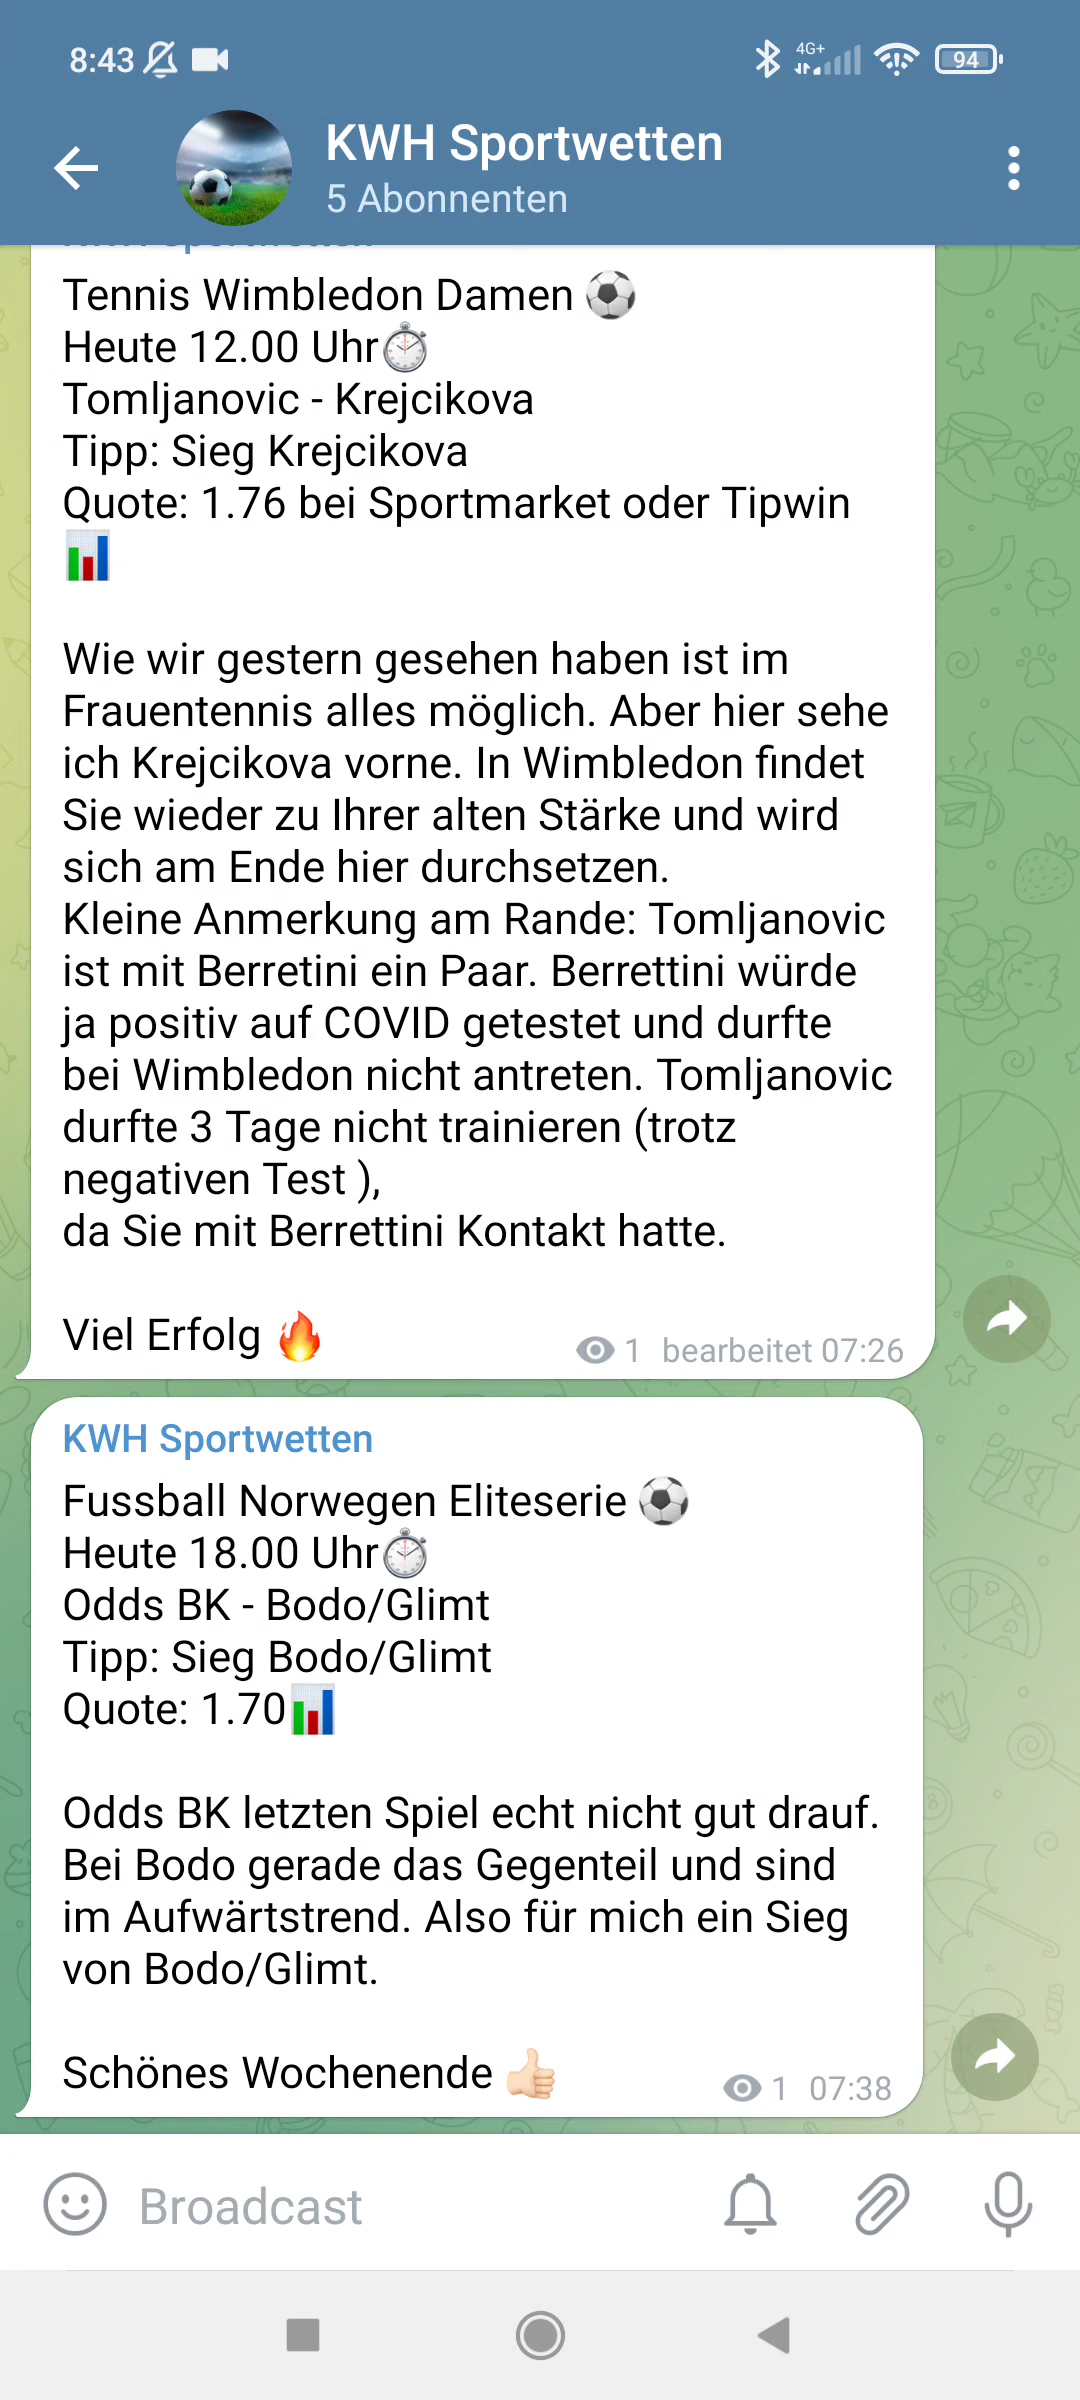 8:43 4G+ 94
KWH Sportwetten
5 Abonnenten
Tennis Wimbledon Damen ⚽
Heute 12.00 Uhr⏱
Tomljanovic - Krejcikova
Tipp: Sieg Krejcikova
Quote: 1.76 bei Sportmarket oder Tipwin
📊
Wie wir gestern gesehen haben ist im
Frauentennis alles möglich. Aber hier sehe
ich Krejcikova vorne. In Wimbledon findet
Sie wieder zu Ihrer alten Stärke und wird
sich am Ende hier durchsetzen.
Kleine Anmerkung am Rande: Tomljanovic
ist mit Berretini ein Paar. Berrettini würde
ja positiv auf COVID getestet und durfte
bei Wimbledon nicht antreten. Tomljanovic
durfte 3 Tage nicht trainieren (trotz
negativen Test ),
da Sie mit Berrettini Kontakt hatte.
Viel Erfolg 🔥
1 bearbeitet 07:26
KWH Sportwetten
Fussball Norwegen Eliteserie ⚽
Heute 18.00 Uhr⏱
Odds BK - Bodo/Glimt
Tipp: Sieg Bodo/Glimt
Quote: 1.70📊
Odds BK letzten Spiel echt nicht gut drauf.
Bei Bodo gerade das Gegenteil und sind
im Aufwärtstrend. Also für mich ein Sieg
von Bodo/Glimt.
Schönes Wochenende 👍🏻
1 07:38
Broadcast